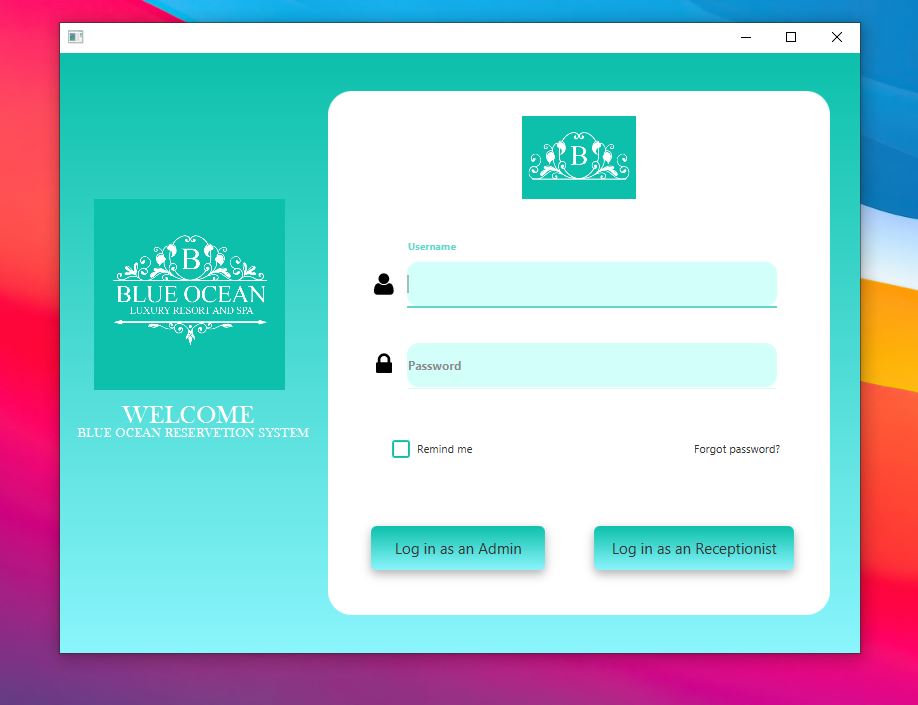 B
BLUE OCEAN
LUXURY RESORT AND SPA
WELCOME
BLUE OCEAN RESERVETION SYSTEM
B
Username
Password
Remind me
Forgot password?
Log in as an Admin
Log in as an Receptionist